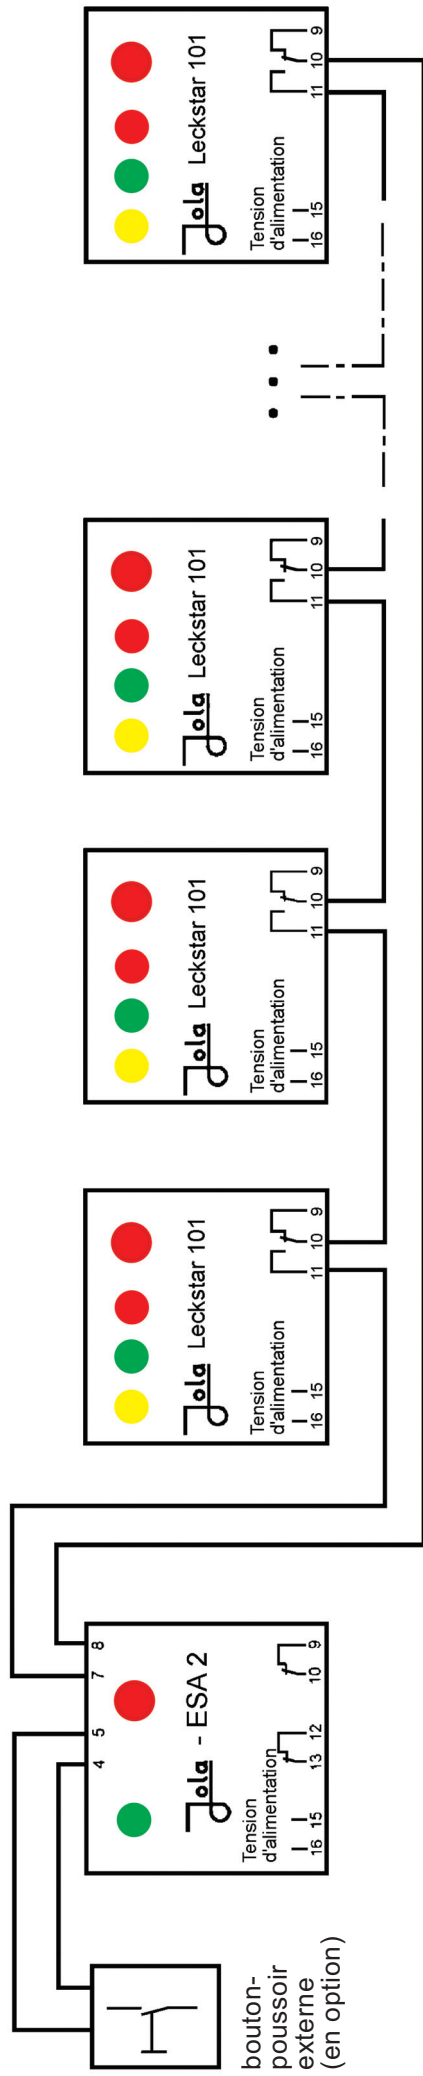 bouton-
poussoir
externe
(en option)
4 5 7 8
Jola - ESA 2
Tension
d'alimentation
16 15 13 12 10 9
Jola Leckstar 101
Tension
d'alimentation
16 15 11 10 9
Jola Leckstar 101
Tension
d'alimentation
16 15 11 10 9
Jola Leckstar 101
Tension
d'alimentation
16 15 11 10 9
Jola Leckstar 101
Tension
d'alimentation
16 15 11 10 9